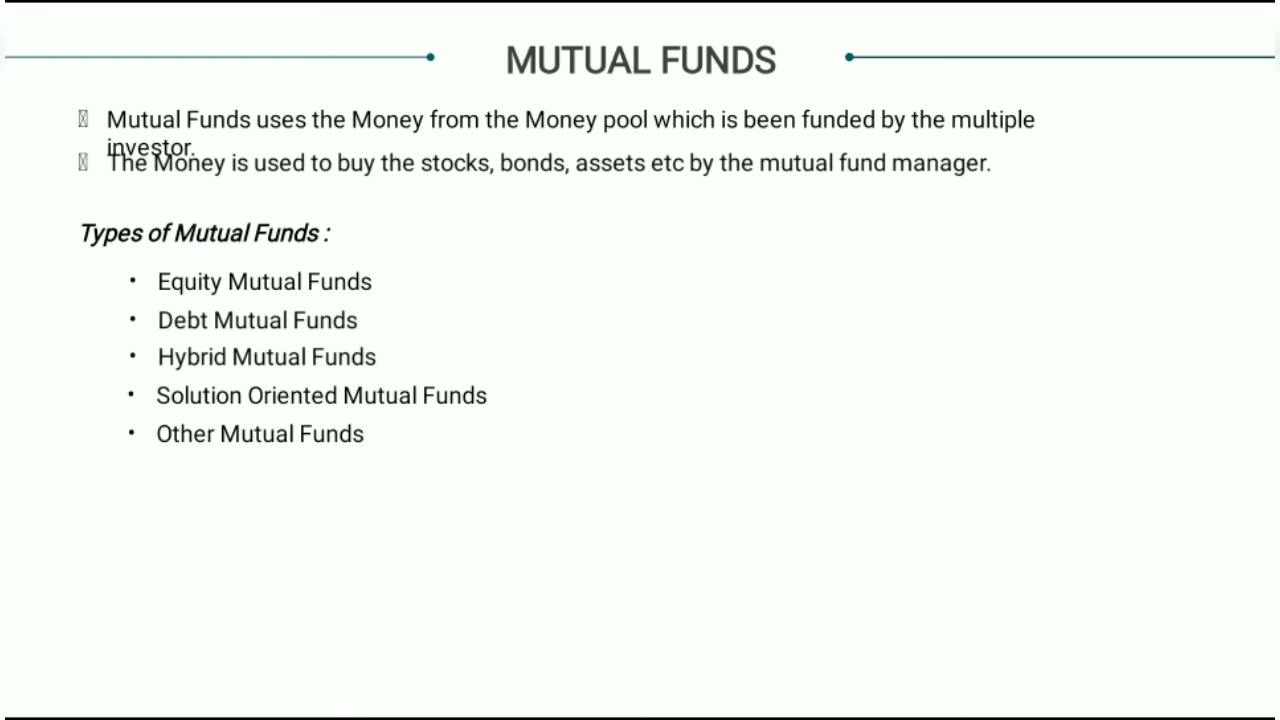 MUTUAL FUNDS
Mutual Funds uses the Money from the Money pool which is been funded by the multiple
investor.
The Money is used to buy the stocks, bonds, assets etc by the mutual fund manager.
Types of Mutual Funds :
• Equity Mutual Funds
• Debt Mutual Funds
• Hybrid Mutual Funds
• Solution Oriented Mutual Funds
• Other Mutual Funds